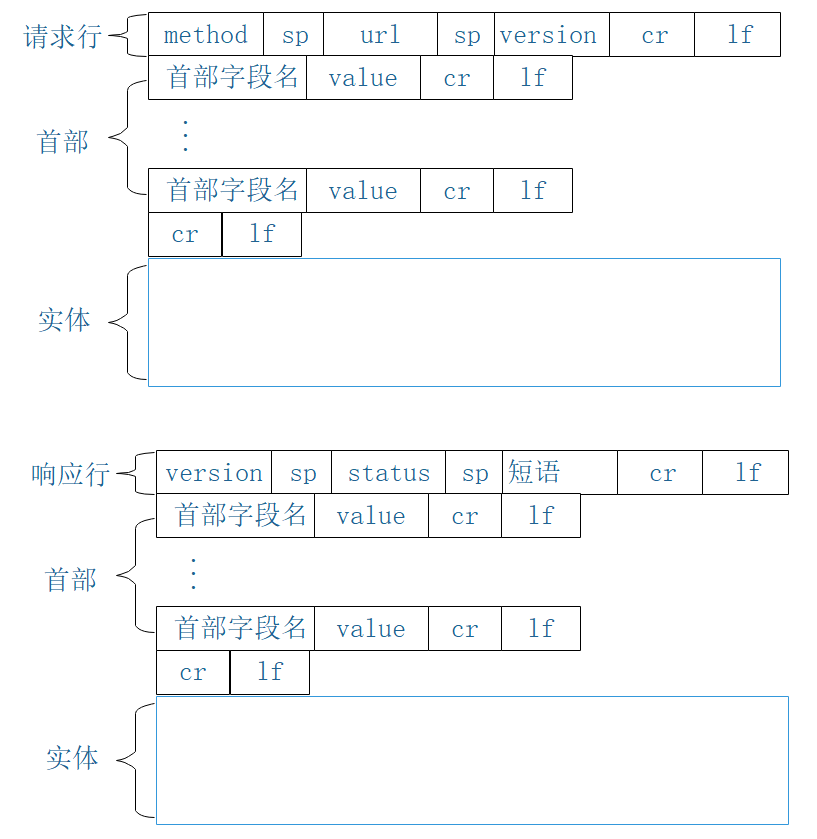 请求行 method sp url sp version cr lf
首部字段名 value cr lf
首部
⋮
首部字段名 value cr lf
cr lf
实体
响应行 version sp status sp 短语 cr lf
首部字段名 value cr lf
首部
⋮
首部字段名 value cr lf
cr lf
实体